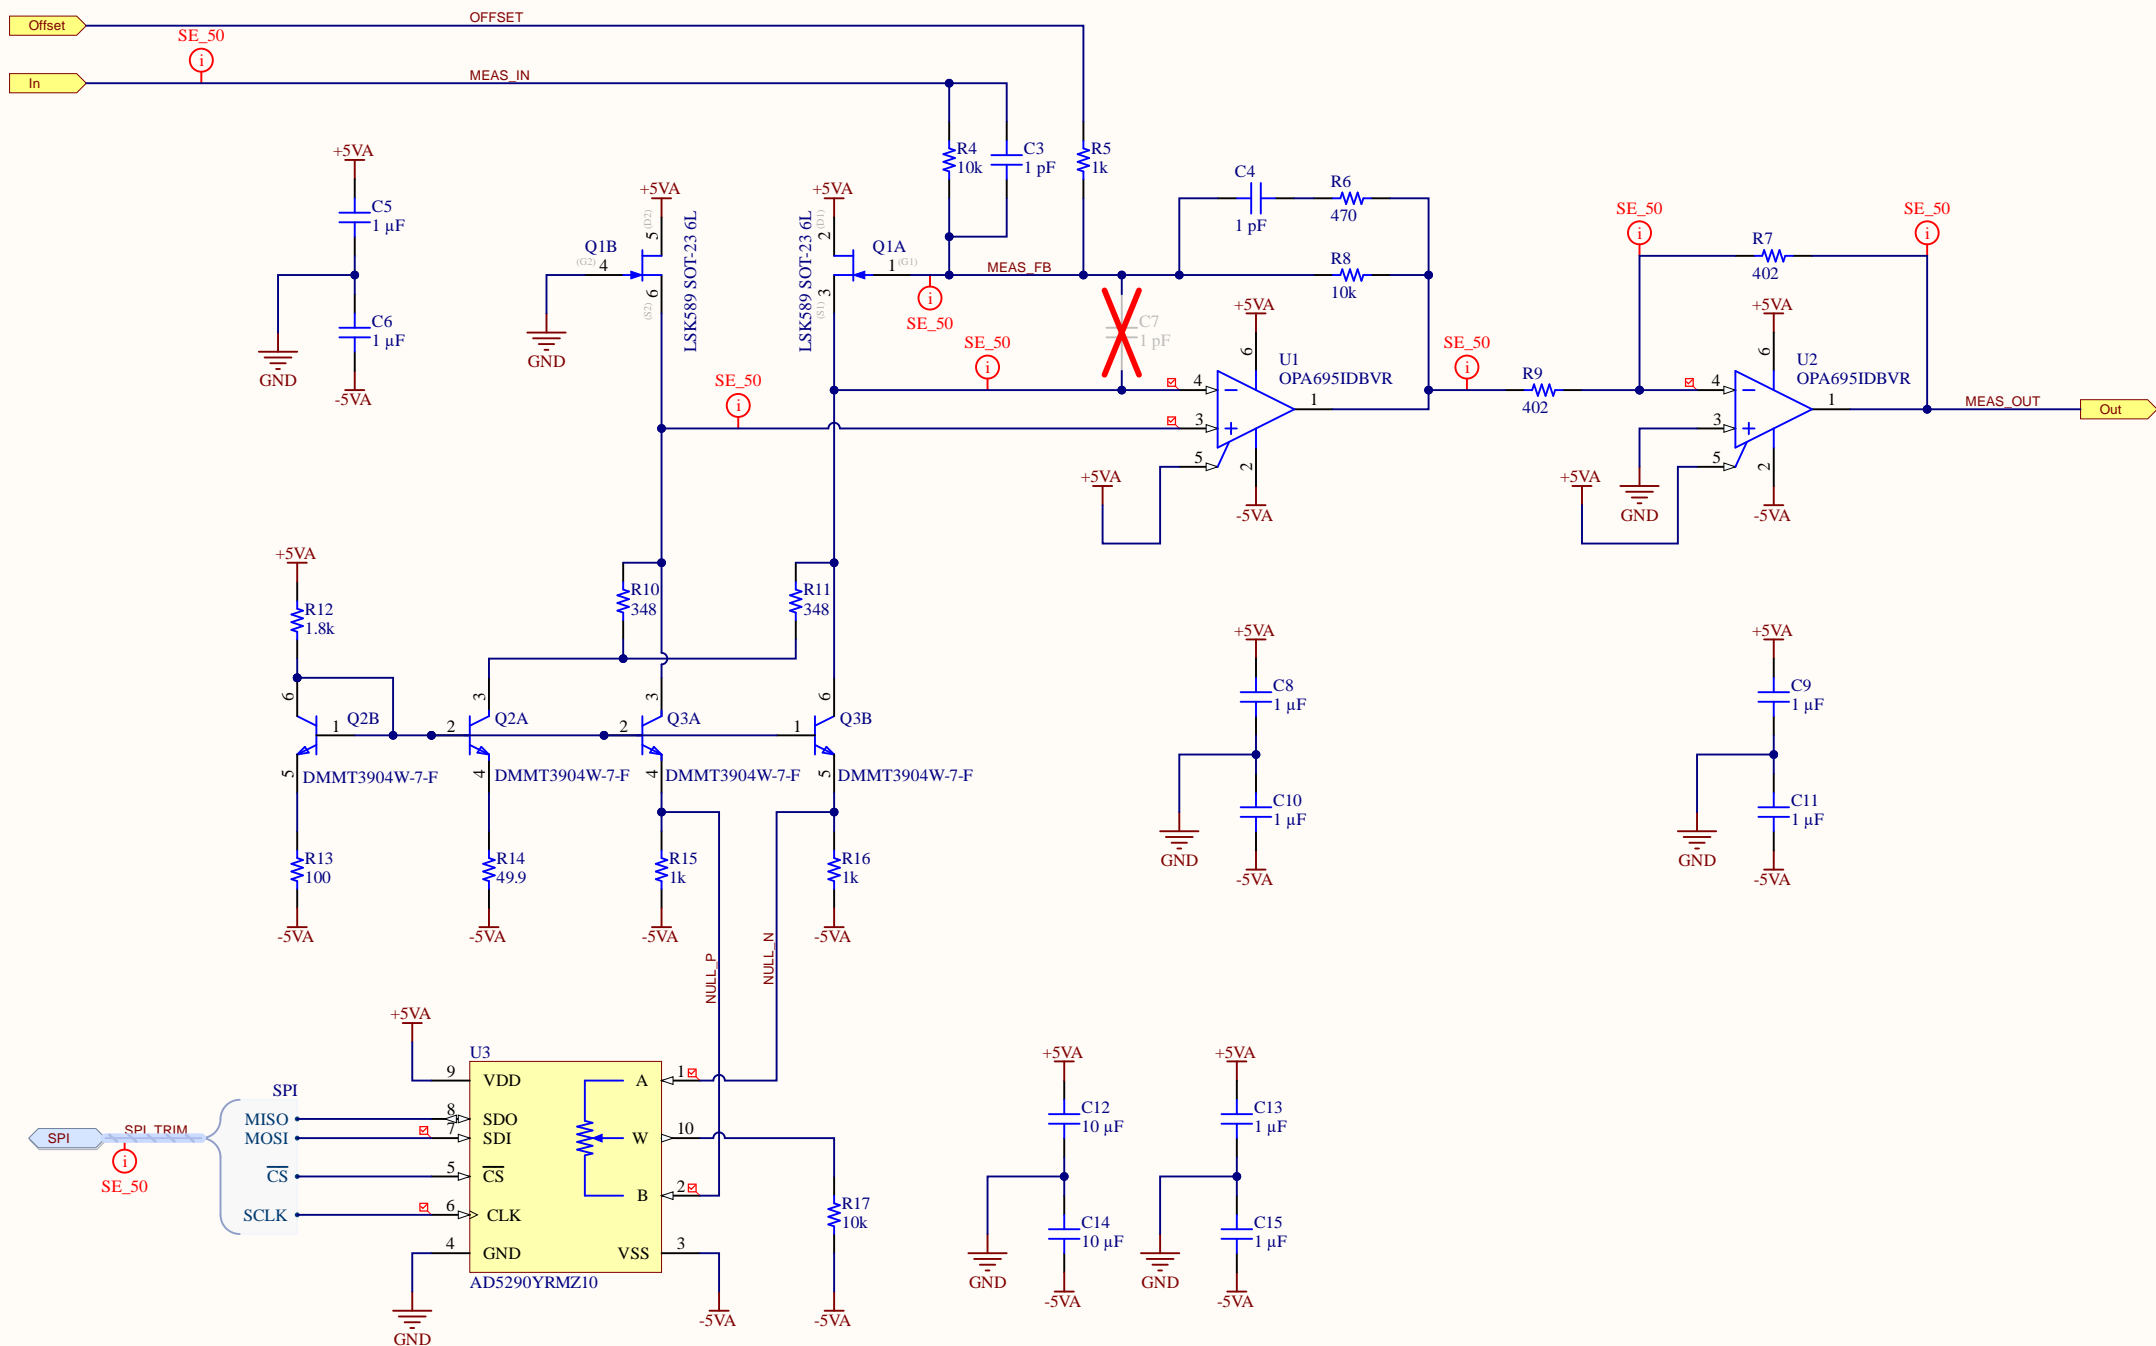 Offset
OFFSET
SE_50
In
MEAS_IN
+5VA
C5
1 µF
C6
1 µF
GND
-5VA
+5VA
Q1B
(G2)
4
5
(D2)
6
(S2)
LSK589 SOT-23 6L
GND
+5VA
Q1A
(G1)
1
2
(D1)
3
(S1)
LSK589 SOT-23 6L
R4
10k
C3
1 pF
R5
1k
MEAS_FB
SE_50
SE_50
SE_50
C4
1 pF
R6
470
R8
10k
C7
1 pF
+5VA
U1
OPA695IDBVR
6
4
3
5
2
1
+5VA
-5VA
SE_50
R9
402
SE_50
R7
402
SE_50
+5VA
U2
OPA695IDBVR
6
4
3
5
2
1
+5VA
GND
-5VA
MEAS_OUT
Out
+5VA
R12
1.8k
R10
348
R11
348
6
Q2B
1
5
DMMT3904W-7-F
3
Q2A
2
4
DMMT3904W-7-F
3
Q3A
2
4
DMMT3904W-7-F
6
Q3B
1
5
DMMT3904W-7-F
R13
100
-5VA
R14
49.9
-5VA
R15
1k
-5VA
R16
1k
-5VA
NULL_P
NULL_N
+5VA
C8
1 µF
C10
1 µF
GND
-5VA
+5VA
C9
1 µF
C11
1 µF
GND
-5VA
+5VA
U3
9
VDD
A
1
SPI
MISO
8
SDO
SPI
SPI_TRIM
MOSI
7
SDI
W
10
SE_50
CS
5
CS
B
2
SCLK
6
CLK
4
GND
VSS
3
AD5290YRMZ10
GND
-5VA
R17
10k
-5VA
+5VA
C12
10 µF
C14
10 µF
GND
-5VA
+5VA
C13
1 µF
C15
1 µF
GND
-5VA